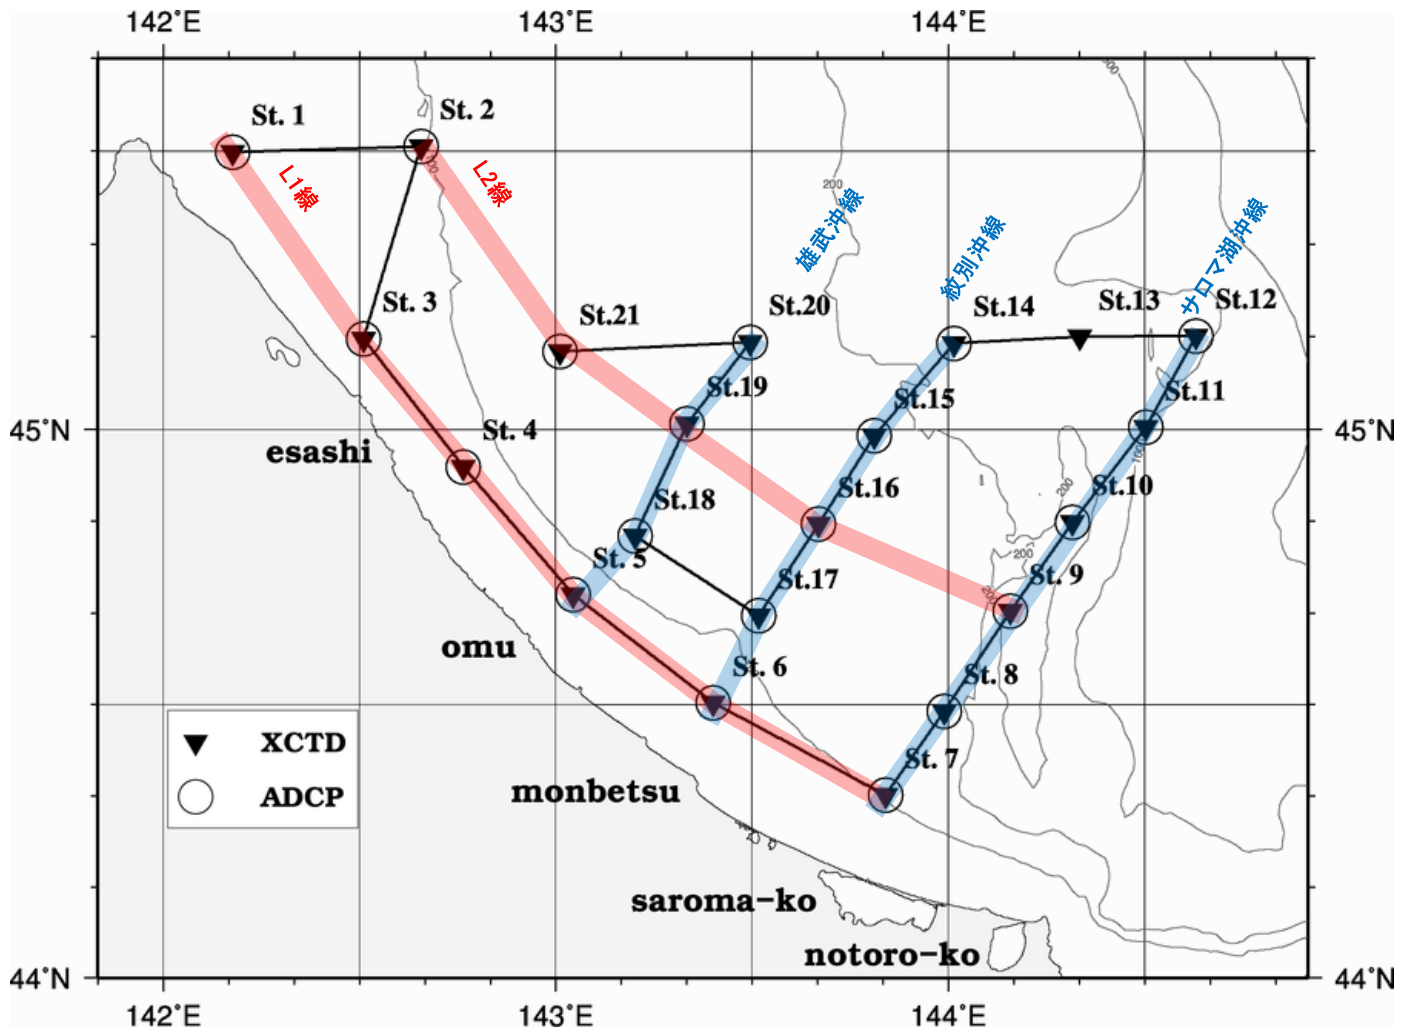 142°E 143°E 144°E
St. 1
St. 2
L1線
L2線
200
200
雄武沖線
紋別沖線
サロマ湖沖線
St. 3
St.21
St.20
St.14
St.13
St.12
St.19
St.15
St.11
45°N
45°N
esashi
St. 4
1000
St.18
St.16
200
St.10
St. 5
St.17
200
St. 9
200
omu
St. 6
St. 8
XCTD
ADCP
monbetsu
St. 7
saroma-ko
notoro-ko
44°N
44°N
142°E 143°E 144°E